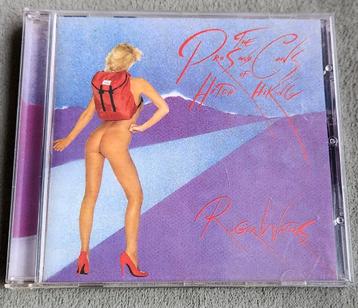 The
Pros and Cons
of
Hitch Hiking
Roger Waters